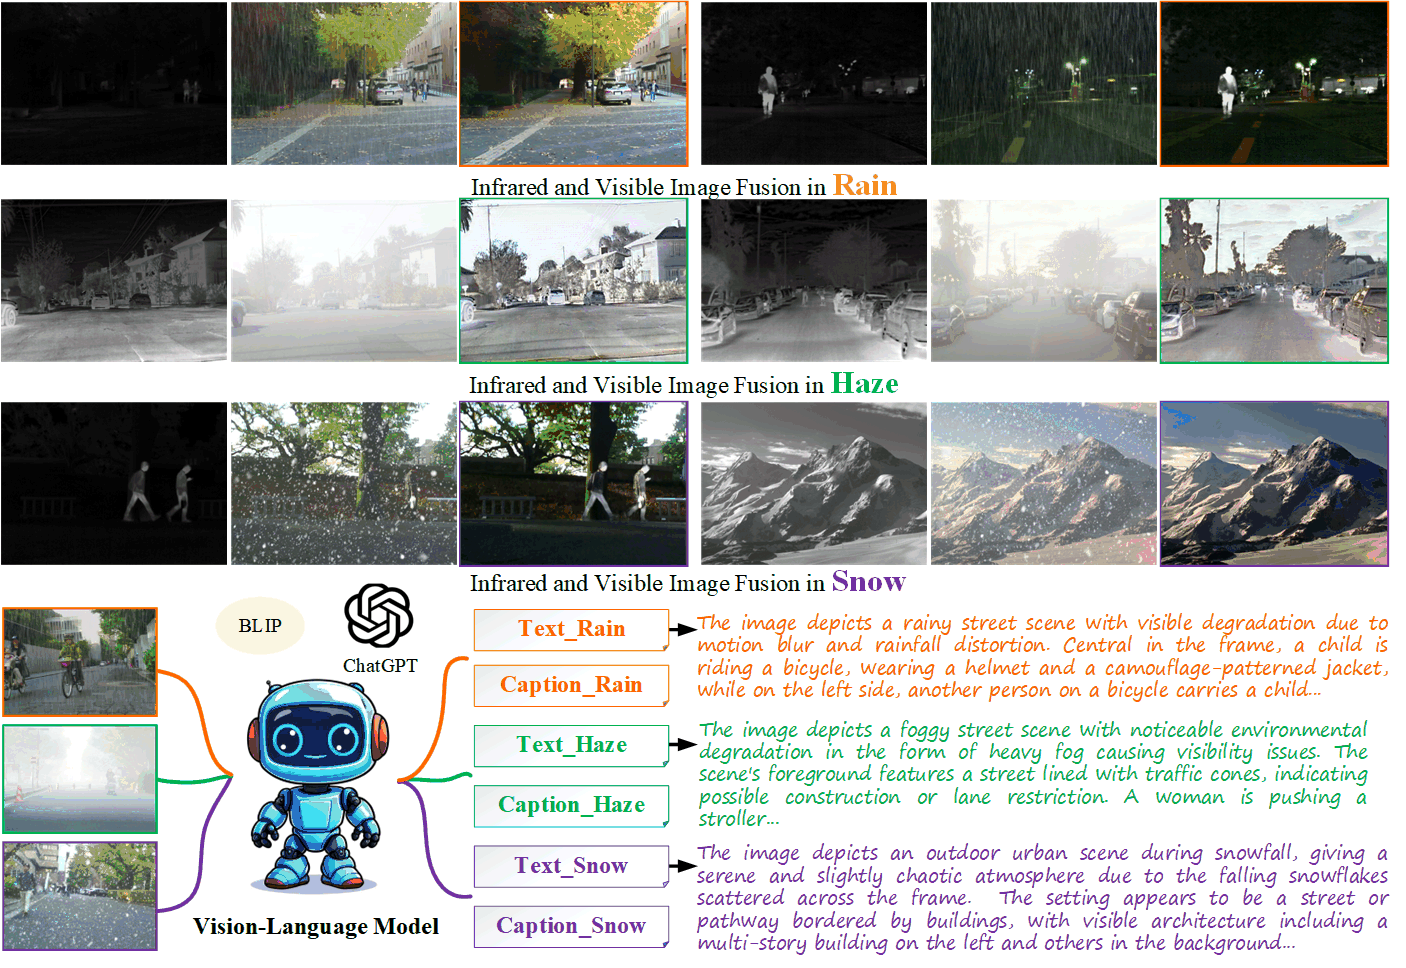 Infrared and Visible Image Fusion in Rain
Infrared and Visible Image Fusion in Haze
Infrared and Visible Image Fusion in Snow
BLIP
ChatGPT
Vision-Language Model
Text_Rain
Caption_Rain
Text_Haze
Caption_Haze
Text_Snow
Caption_Snow
The image depicts a rainy street scene with visible degradation due to
motion blur and rainfall distortion. Central in the frame, a child is
riding a bicycle, wearing a helmet and a camouflage-patterned jacket,
while on the left side, another person on a bicycle carries a child...
The image depicts a foggy street scene with noticeable environmental
degradation in the form of heavy fog causing visibility issues. The
scene's foreground features a street lined with traffic cones, indicating
possible construction or lane restriction. A woman is pushing a
stroller...
The image depicts an outdoor urban scene during snowfall, giving a
serene and slightly chaotic atmosphere due to the falling snowflakes
scattered across the frame. The setting appears to be a street or
pathway bordered by buildings, with visible architecture including a
multi-story building on the left and others in the background...